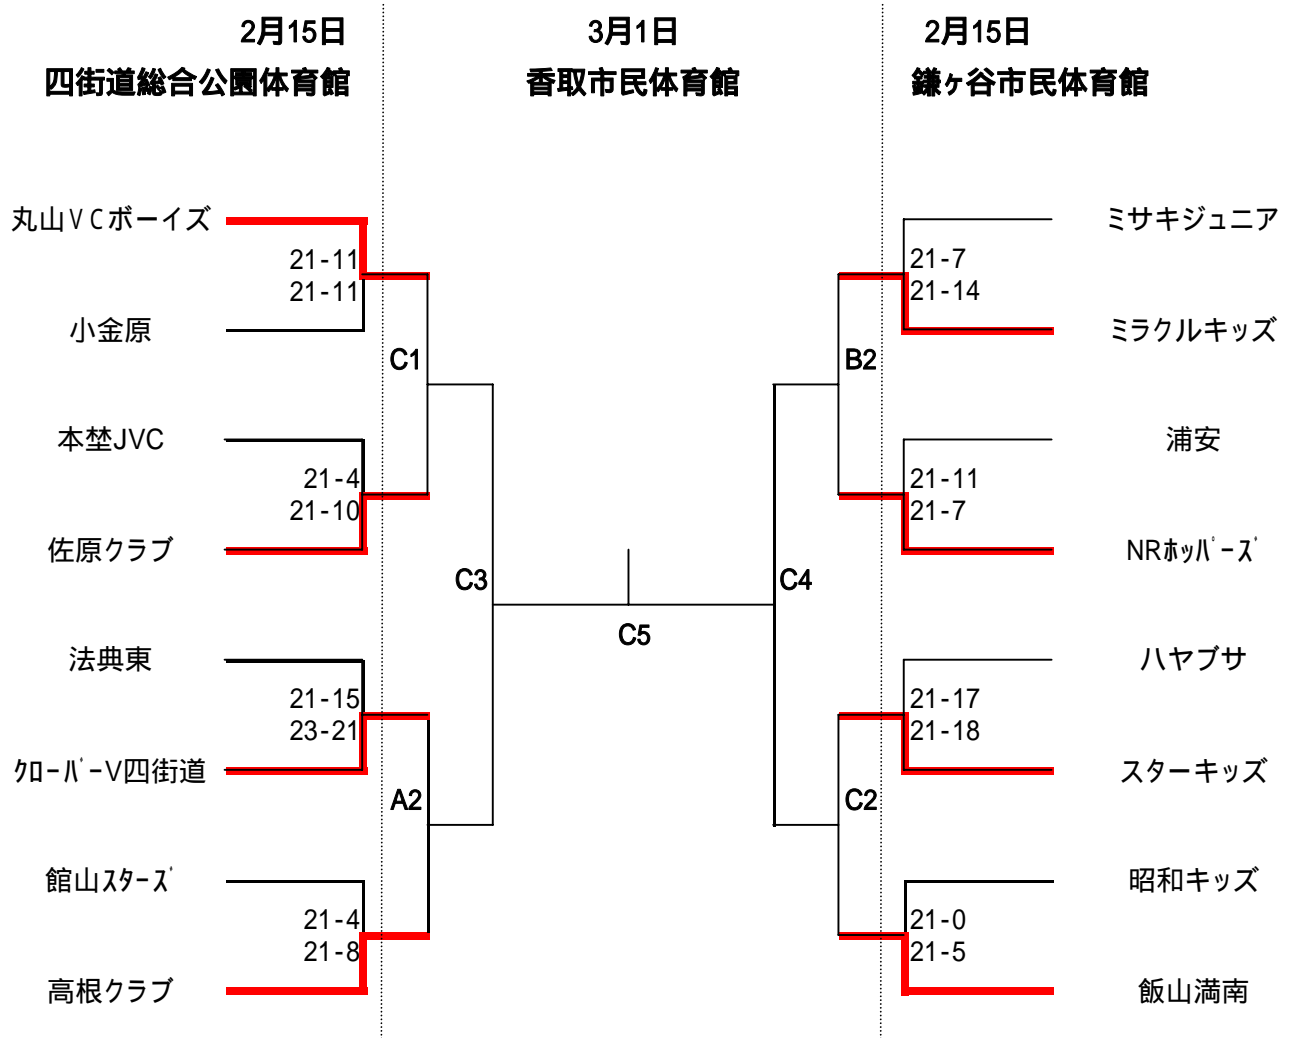 2月15日
四街道総合公園体育館
3月1日
香取市民体育館
2月15日
鎌ヶ谷市民体育館
丸山VCボーイズ
21-11
21-11
小金原
C1
本埜JVC
21-4
21-10
佐原クラブ
C3
法典東
21-15
23-21
ｸﾛｰﾊﾞｰV四街道
A2
館山ｽﾀｰｽﾞ
21-4
21-8
高根クラブ
C5
ミサキジュニア
21-7
21-14
ミラクルキッズ
B2
浦安
21-11
21-7
NRﾎｯﾊﾟｰｽﾞ
C4
ハヤブサ
21-17
21-18
スターキッズ
C2
昭和キッズ
21-0
21-5
飯山満南